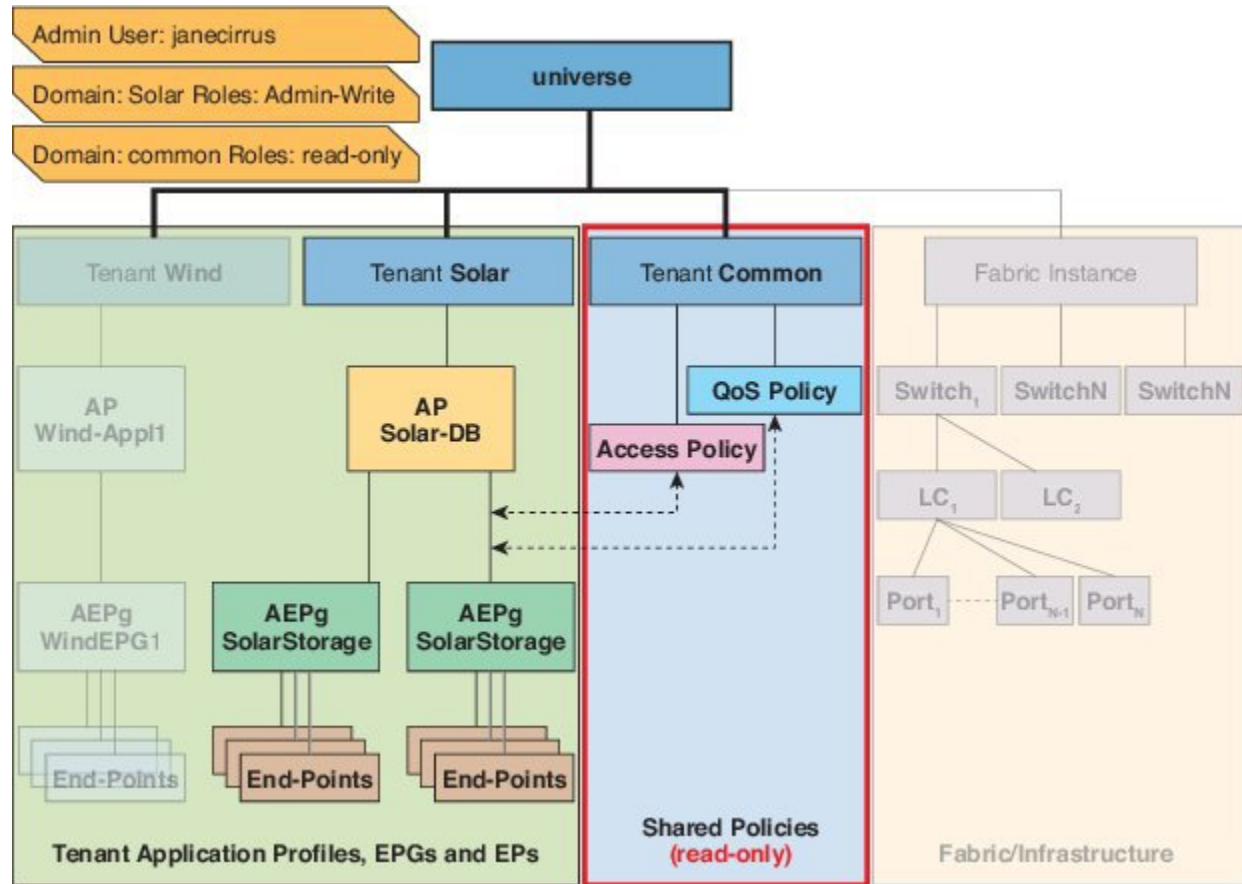 Admin User: janecirrus
Domain: Solar Roles: Admin-Write
Domain: common Roles: read-only
universe
Tenant Wind
Tenant Solar
Tenant Common
Fabric Instance
AP
Wind-Appl1
AP
Solar-DB
QoS Policy
Access Policy
Switch₁
SwitchN
SwitchN
LC₁
LC₂
AEPg
WindEPG1
AEPg
SolarStorage
AEPg
SolarStorage
Port₁
Portₙ₋₁
Portₙ
End-Points
End-Points
End-Points
Tenant Application Profiles, EPGs and EPs
Shared Policies
(read-only)
Fabric/Infrastructure